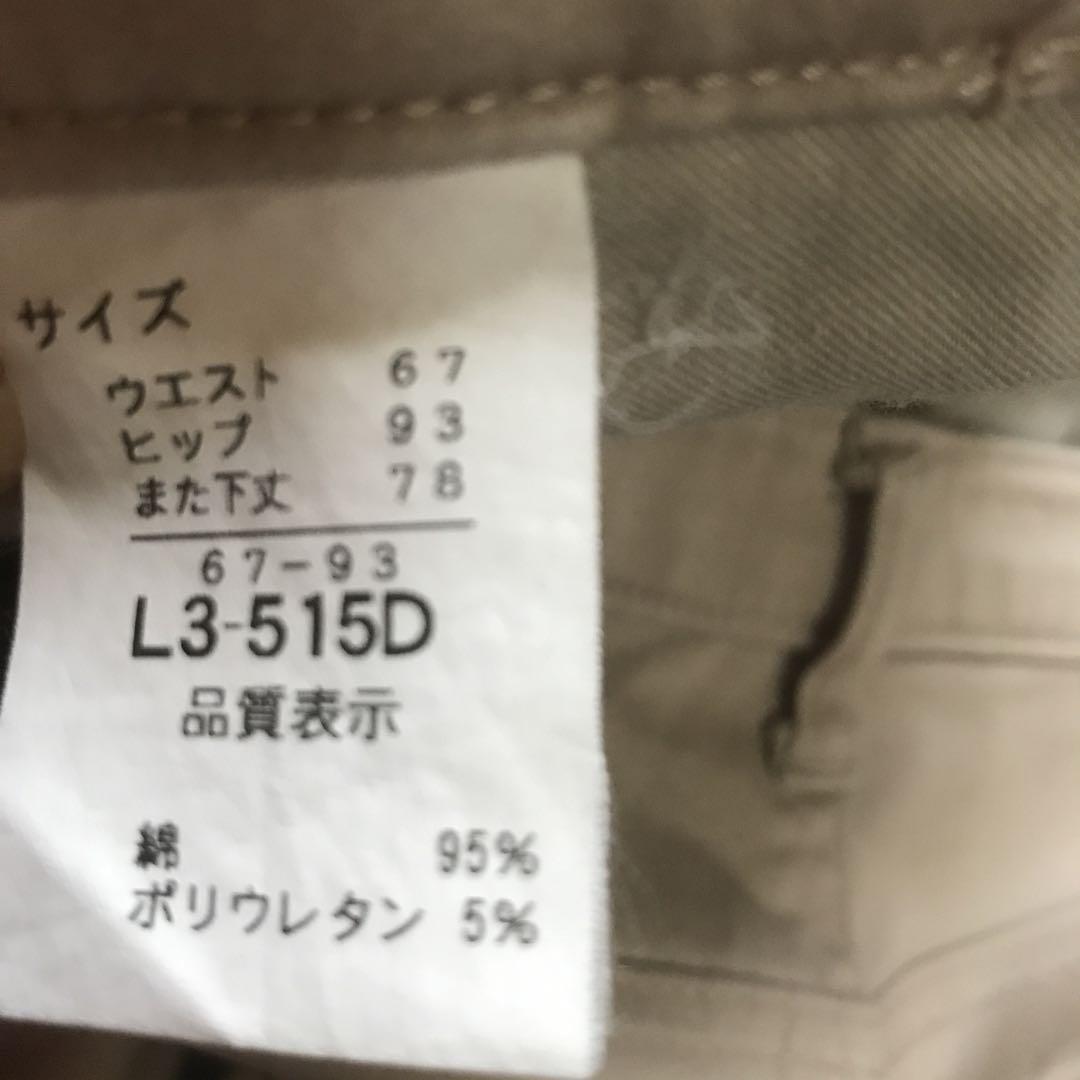 サイズ
ウエスト 67
ヒップ 93
また下丈 78
67-93
L3-515D
品質表示
綿 95%
ポリウレタン 5%